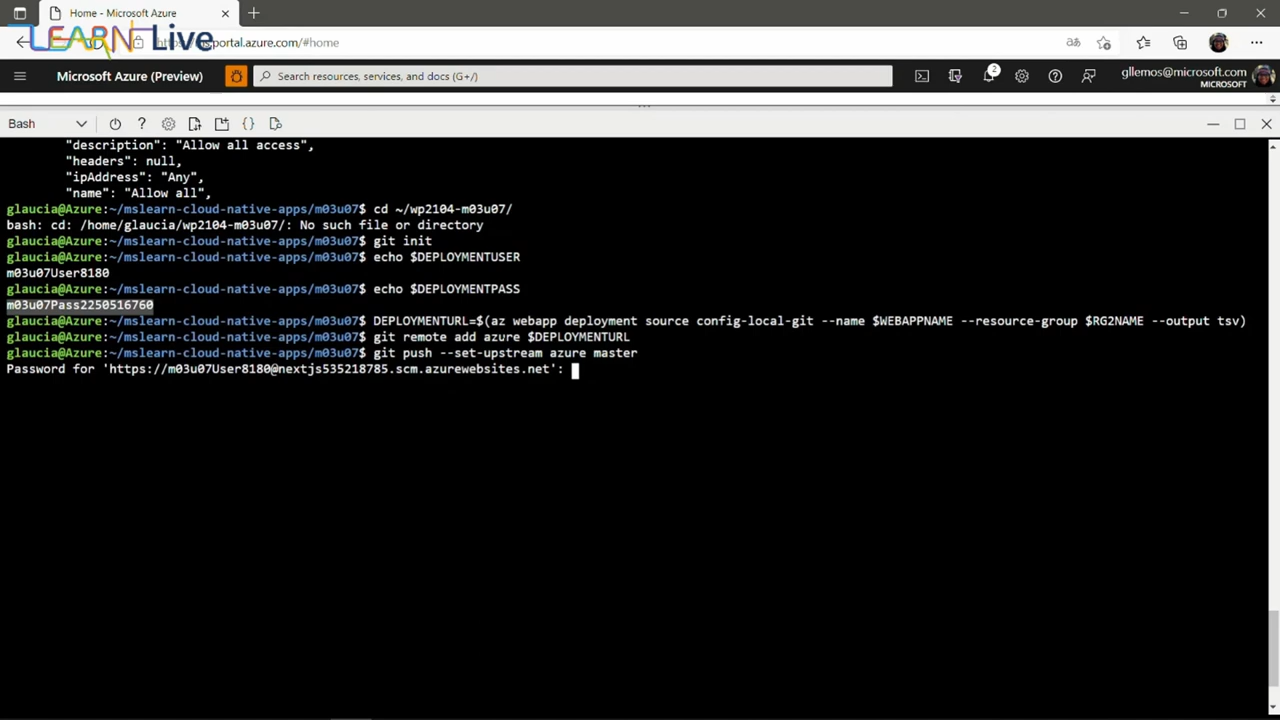 Home - Microsoft Azure
LEARN Live
https://ms.portal.azure.com/#home
Microsoft Azure (Preview)
Search resources, services, and docs (G+/)
2
gllemos@microsoft.com
MICROSOFT
Bash
"description": "Allow all access",
"headers": null,
"ipAddress": "Any",
"name": "Allow all",
glaucia@Azure:~/mslearn-cloud-native-apps/m03u07$ cd ~/wp2104-m03u07/
bash: cd: /home/glaucia/wp2104-m03u07/: No such file or directory
glaucia@Azure:~/mslearn-cloud-native-apps/m03u07$ git init
glaucia@Azure:~/mslearn-cloud-native-apps/m03u07$ echo $DEPLOYMENTUSER
m03u07User8180
glaucia@Azure:~/mslearn-cloud-native-apps/m03u07$ echo $DEPLOYMENTPASS
m03u07Pass2250516760
glaucia@Azure:~/mslearn-cloud-native-apps/m03u07$ DEPLOYMENTURL=$(az webapp deployment source config-local-git --name $WEBAPPNAME --resource-group $RG2NAME --output tsv)
glaucia@Azure:~/mslearn-cloud-native-apps/m03u07$ git remote add azure $DEPLOYMENTURL
glaucia@Azure:~/mslearn-cloud-native-apps/m03u07$ git push --set-upstream azure master
Password for 'https://m03u07User8180@nextjs535218785.scm.azurewebsites.net':